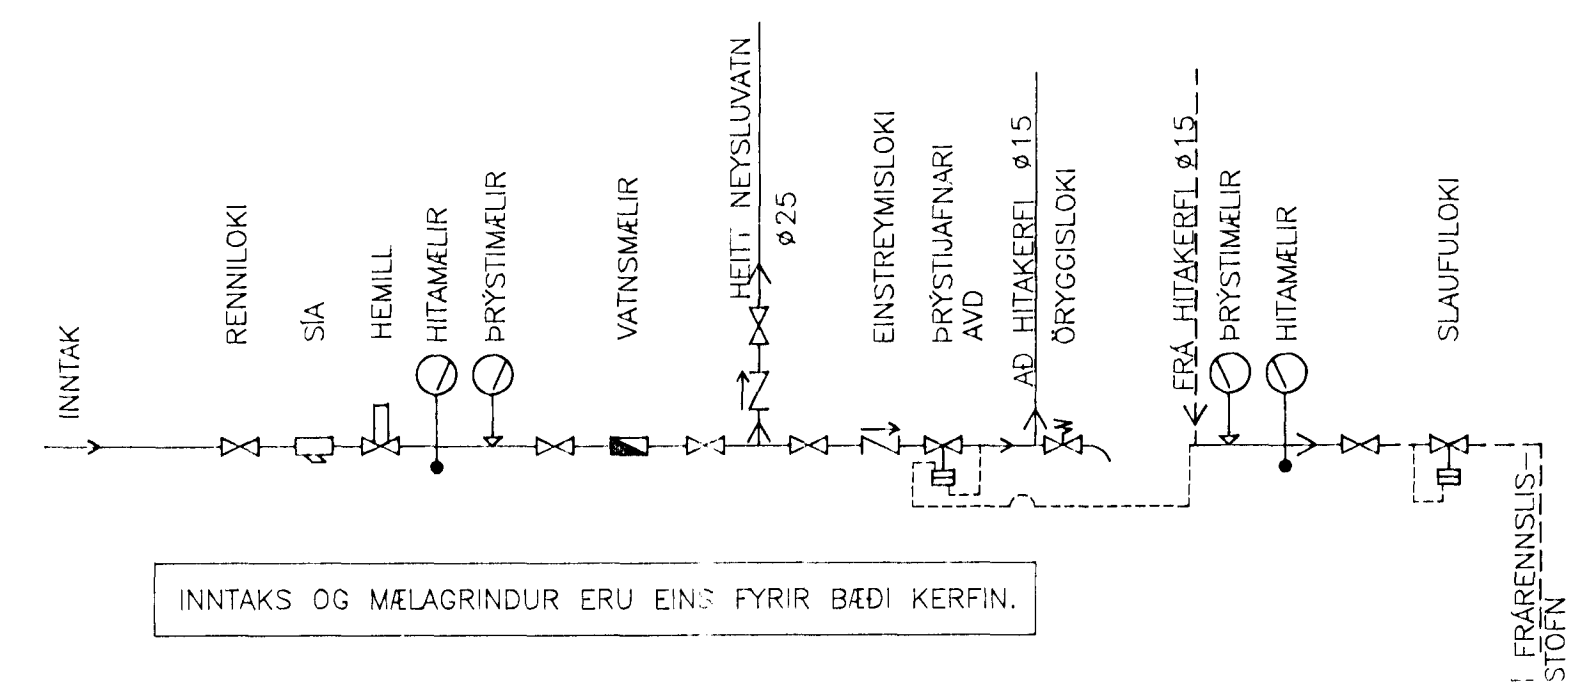 INNTAK
RENNILOKI
SÍA
HEMILL
HITAMÆLIR
ÞRÝSTIMÆLIR
VATNSMÆLIR
HEITT NEYSLUVATN
ø25
EINSTREYMISLOKI
ÞRÝSTIJAFNARI
AVD
AÐ HITAKERFI ø15
ÖRYGGISLOKI
FRÁ HITAKERFI ø15
ÞRÝSTIMÆLIR
HITAMÆLIR
SLAUFULOKI
FRÁRENNSLIS–
STOFN
INNTAKS OG MÆLAGRINDUR ERU EINS FYRIR BÆÐI KERFIN.